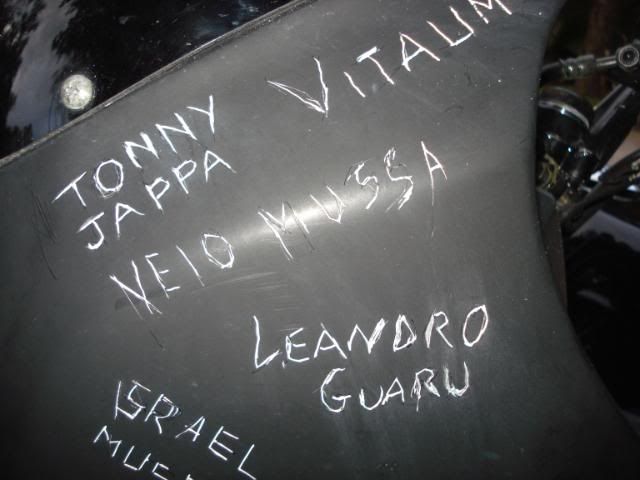 VITAUM
TONNY
JAPPA
NEIO MUSSA
LEANDRO
GUARU
ISRAEL